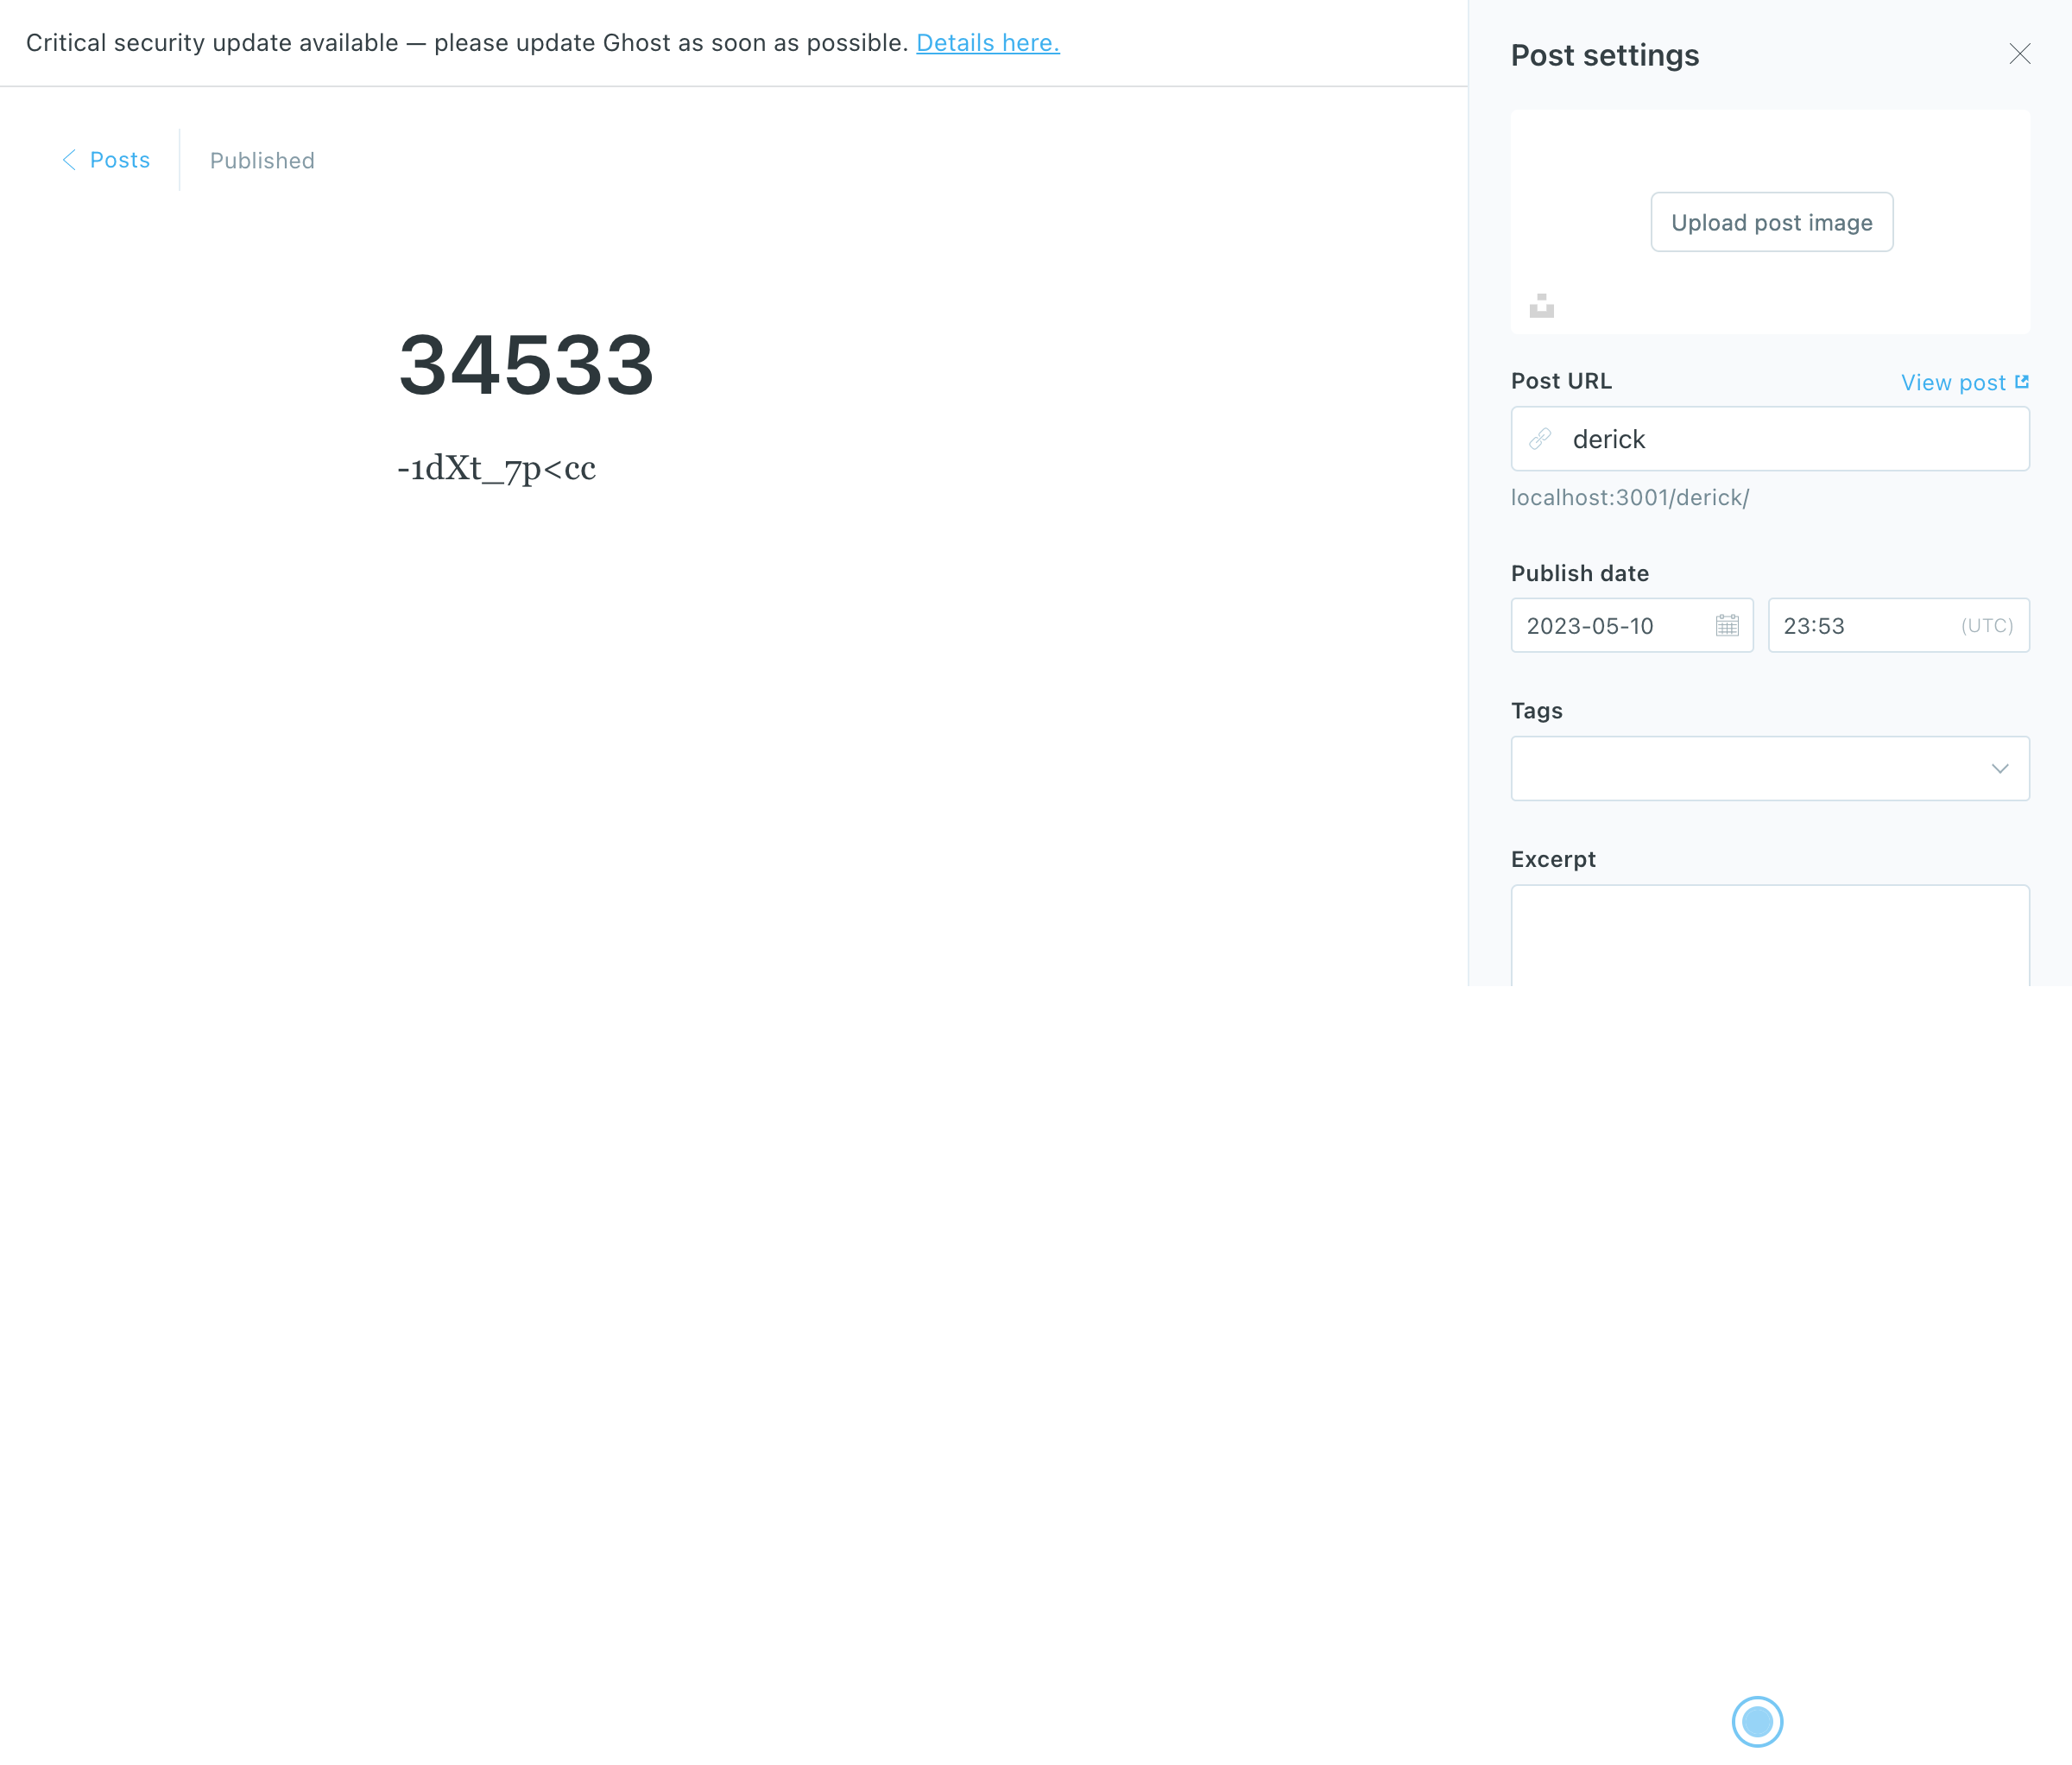 Critical security update available — please update Ghost as soon as possible. Details here.
Posts
Published
34533
-1dXt_7p<cc
Post settings
Upload post image
Post URL
View post
derick
localhost:3001/derick/
Publish date
2023-05-10
23:53
(UTC)
Tags
Excerpt